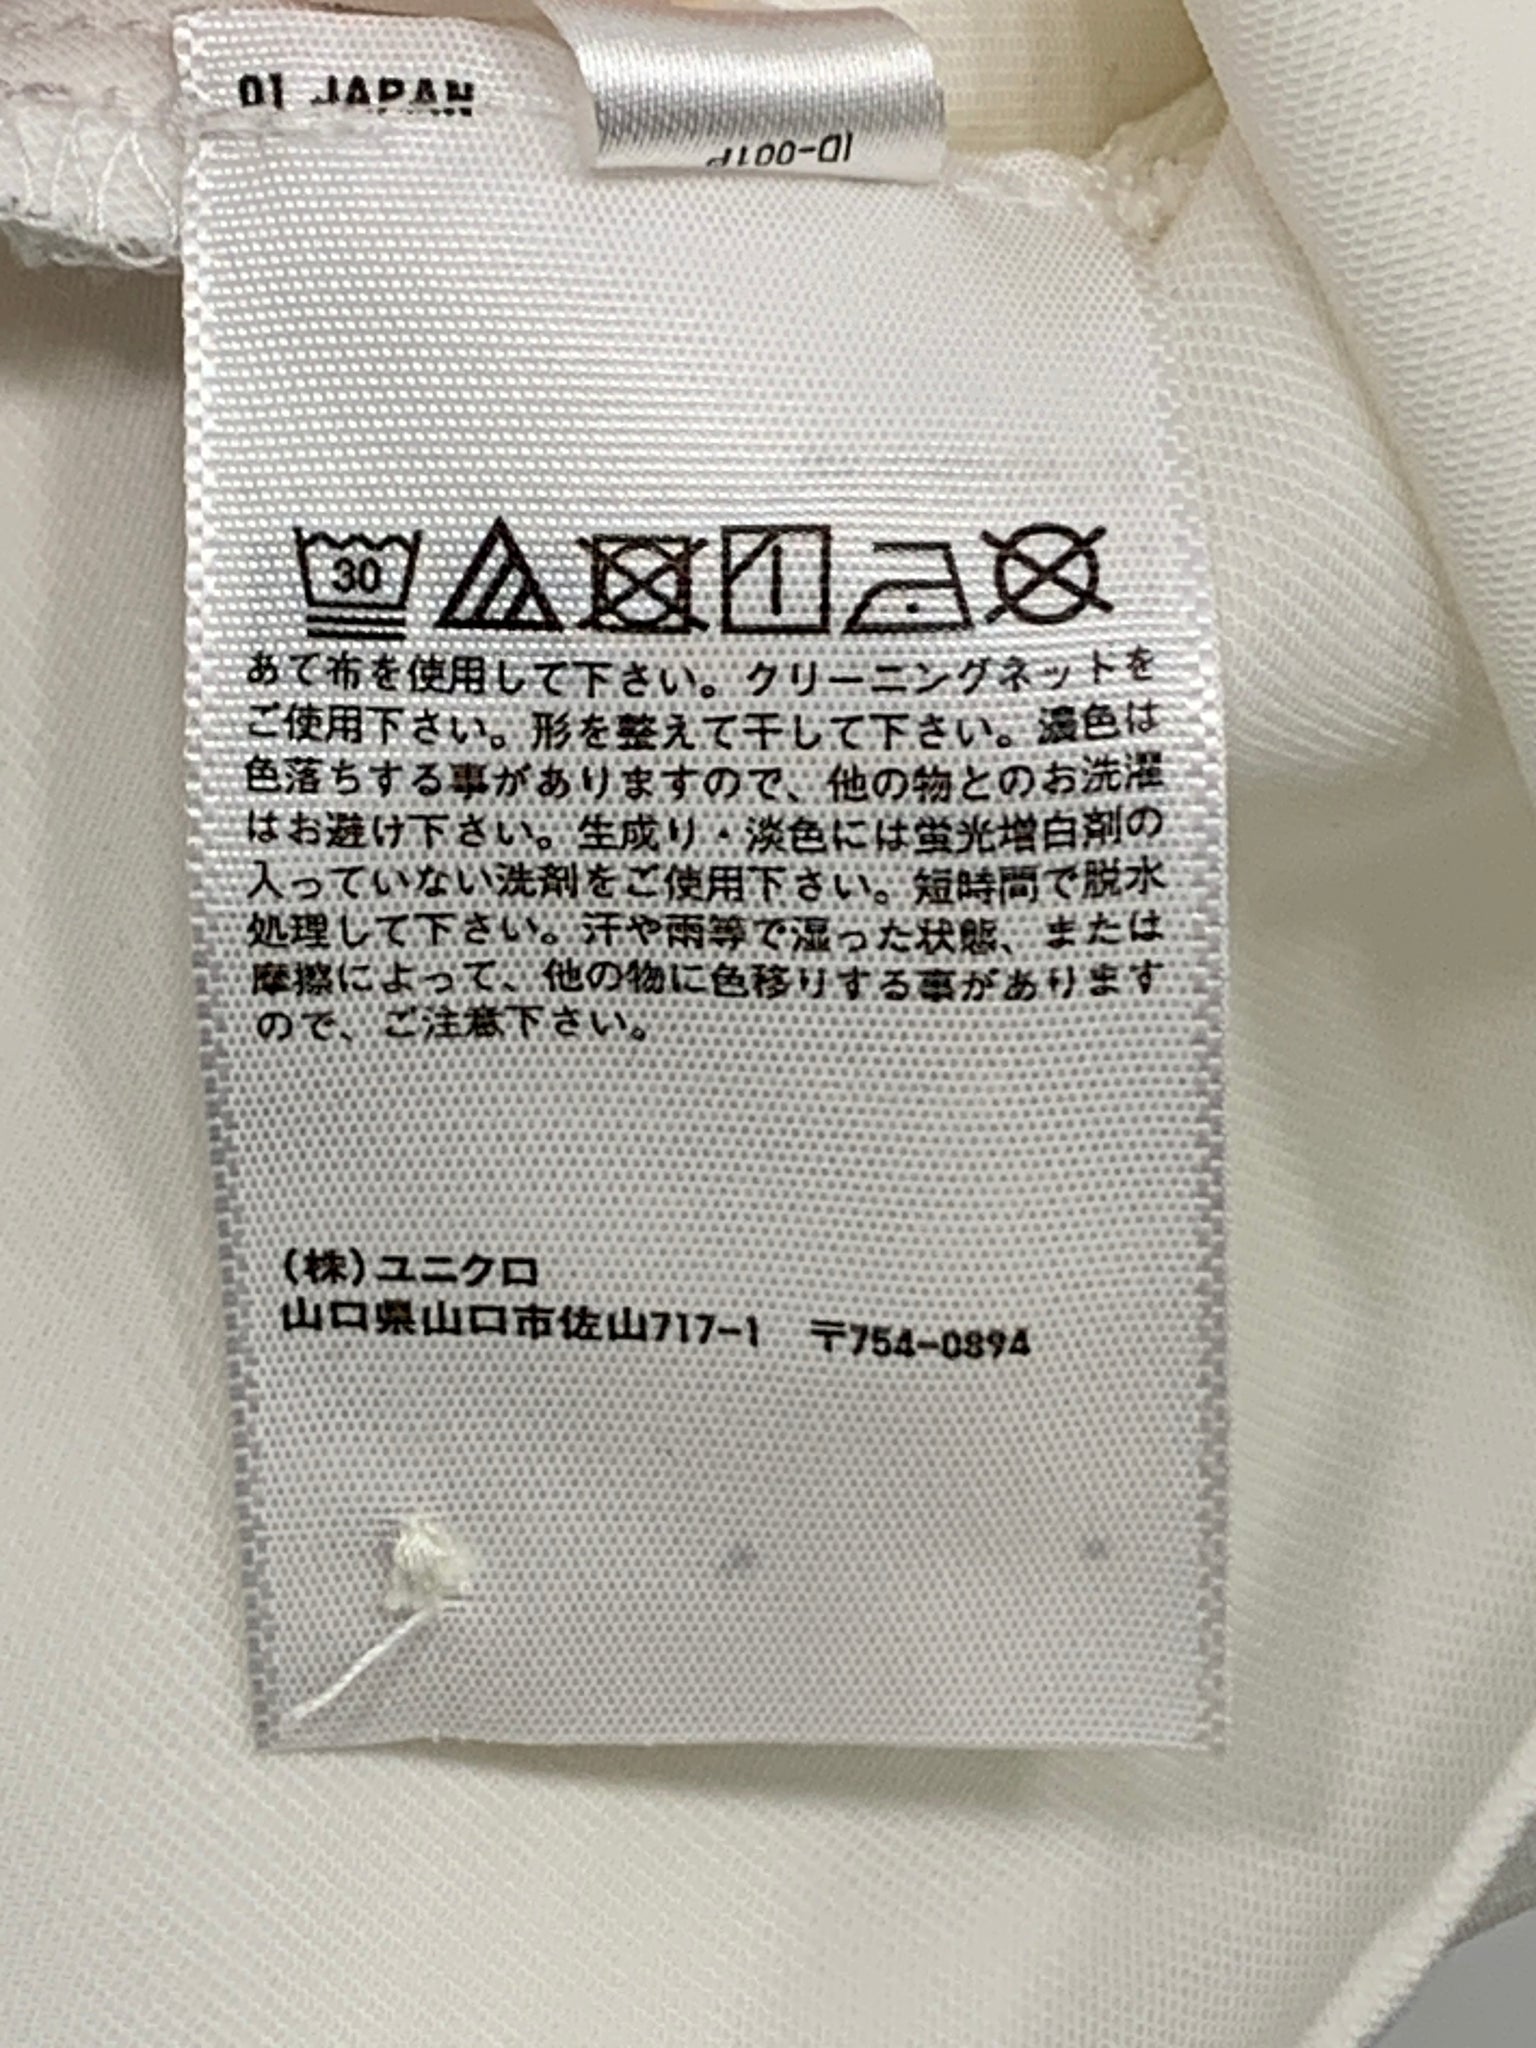 01 JAPAN
ID-001P
30
あて布を使用して下さい。クリーニングネットを
ご使用下さい。形を整えて干して下さい。濃色は
色落ちする事がありますので、他の物とのお洗濯
はお避け下さい。生成り・淡色には蛍光増白剤の
入っていない洗剤をご使用下さい。短時間で脱水
処理して下さい。汗や雨等で湿った状態、または
摩擦によって、他の物に色移りする事があります
ので、ご注意下さい。
(株)ユニクロ
山口県山口市佐山717-1 〒754-0894